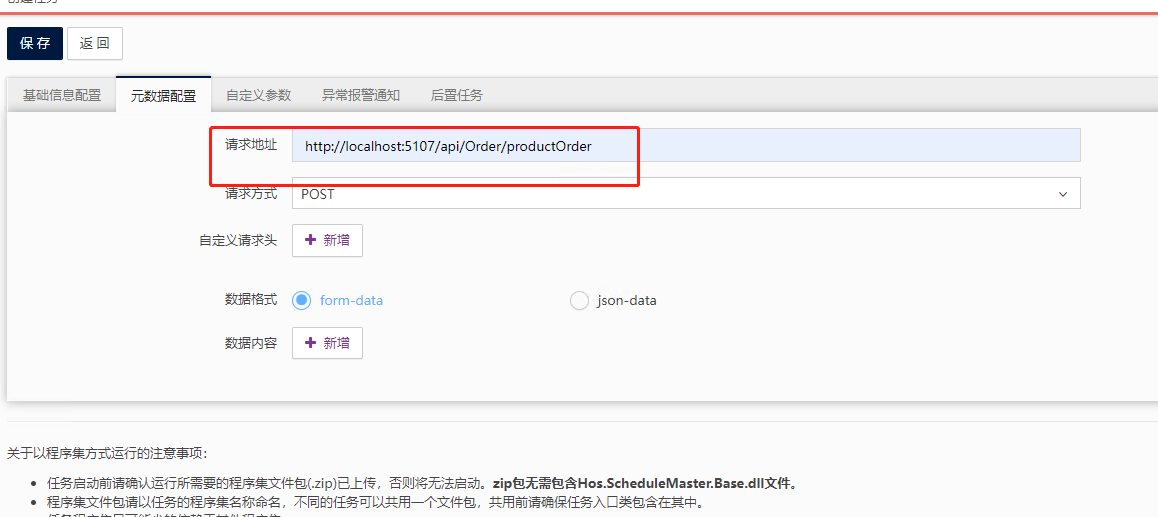 创建任务
保 存 返 回
基础信息配置 元数据配置 自定义参数 异常报警通知 后置任务
请求地址 http://localhost:5107/api/Order/productOrder
请求方式 POST
自定义请求头 + 新增
数据格式 form-data json-data
数据内容 + 新增
关于以程序集方式运行的注意事项:
任务启动前请确认运行所需要的程序集文件包(.zip)已上传，否则将无法启动。zip包无需包含Hos.ScheduleMaster.Base.dll文件。
程序集文件包请以任务的程序集名称命名，不同的任务可以共用一个文件包，共用前请确保任务入口类包含在其中。